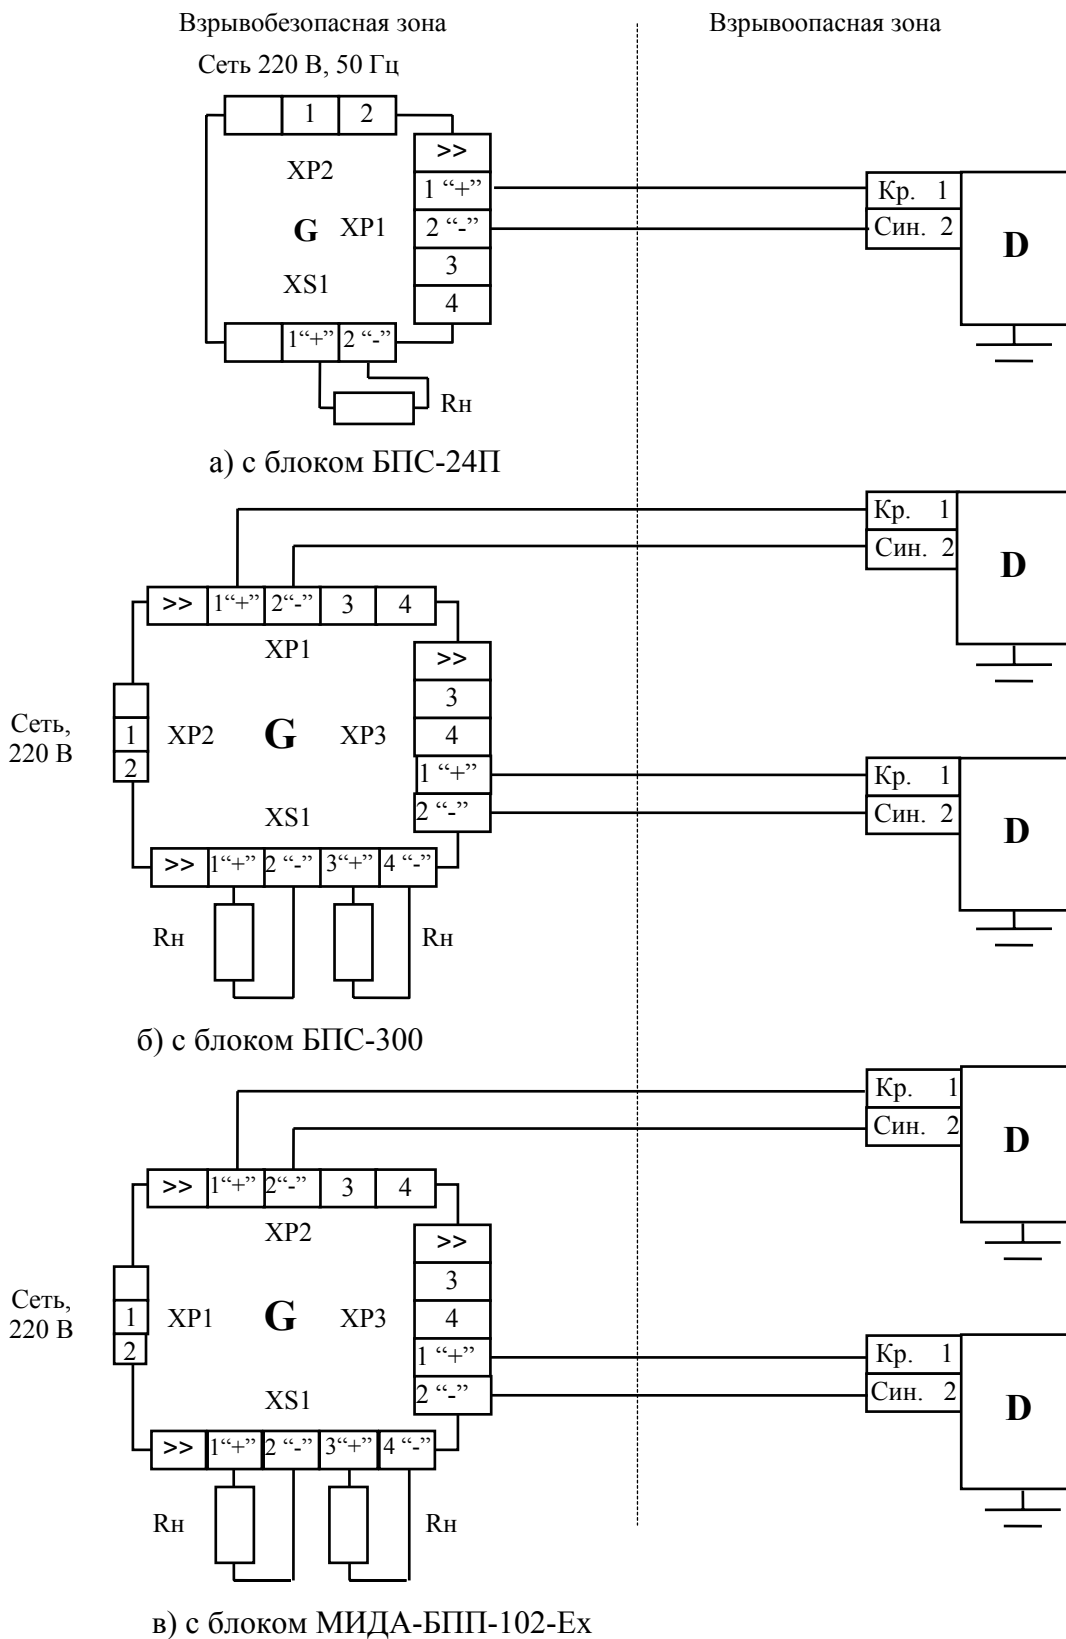 Взрывобезопасная зона
Взрывоопасная зона
Сеть 220 В, 50 Гц
1 2
>>
XP2
1 “+”
Кр. 1
G XP1
2 “-”
Син. 2
D
3
XS1
4
1“+” 2 “-”
Rн
а) с блоком БПС-24П
Кр. 1
Син. 2
D
>> 1“+” 2“-” 3 4
XP1
>>
3
Сеть,
220 В
1
2
XP2
G
XP3
4
1 “+”
Кр. 1
2 “-”
Син. 2
D
XS1
>> 1“+” 2 “-” 3“+” 4 “-”
Rн
Rн
б) с блоком БПС-300
Кр. 1
Син. 2
D
>> 1“+” 2“-” 3 4
XP2
>>
3
Сеть,
220 В
1
2
XP1
G
XP3
4
1 “+”
Кр. 1
2 “-”
Син. 2
D
XS1
>> 1“+” 2 “-” 3“+” 4 “-”
Rн
Rн
в) с блоком МИДА-БПП-102-Ех